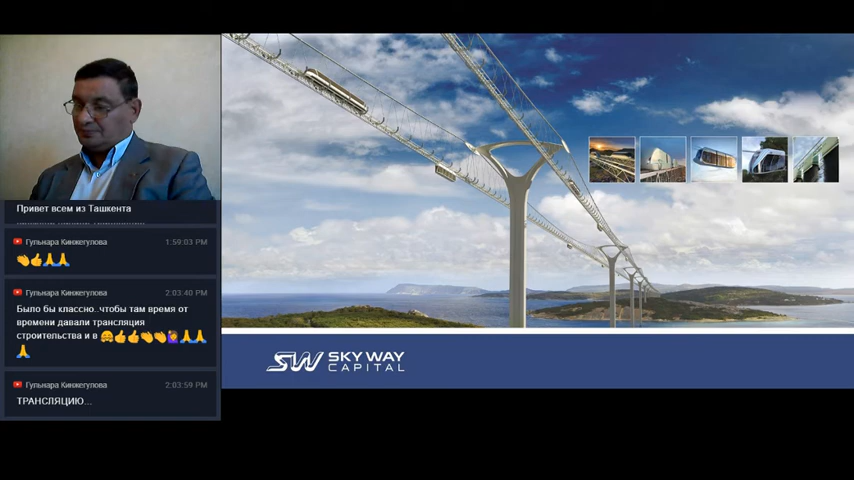 Привет всем из Ташкента
Гульнара Кинжегулова
1:59:03 PM
Гульнара Кинжегулова
2:03:40 PM
Было бы классно..чтобы там время от
времени давали трансляция
строительства и в
Гульнара Кинжегулова
2:03:59 PM
ТРАНСЛЯЦИЮ...
SW SKY WAY
CAPITAL